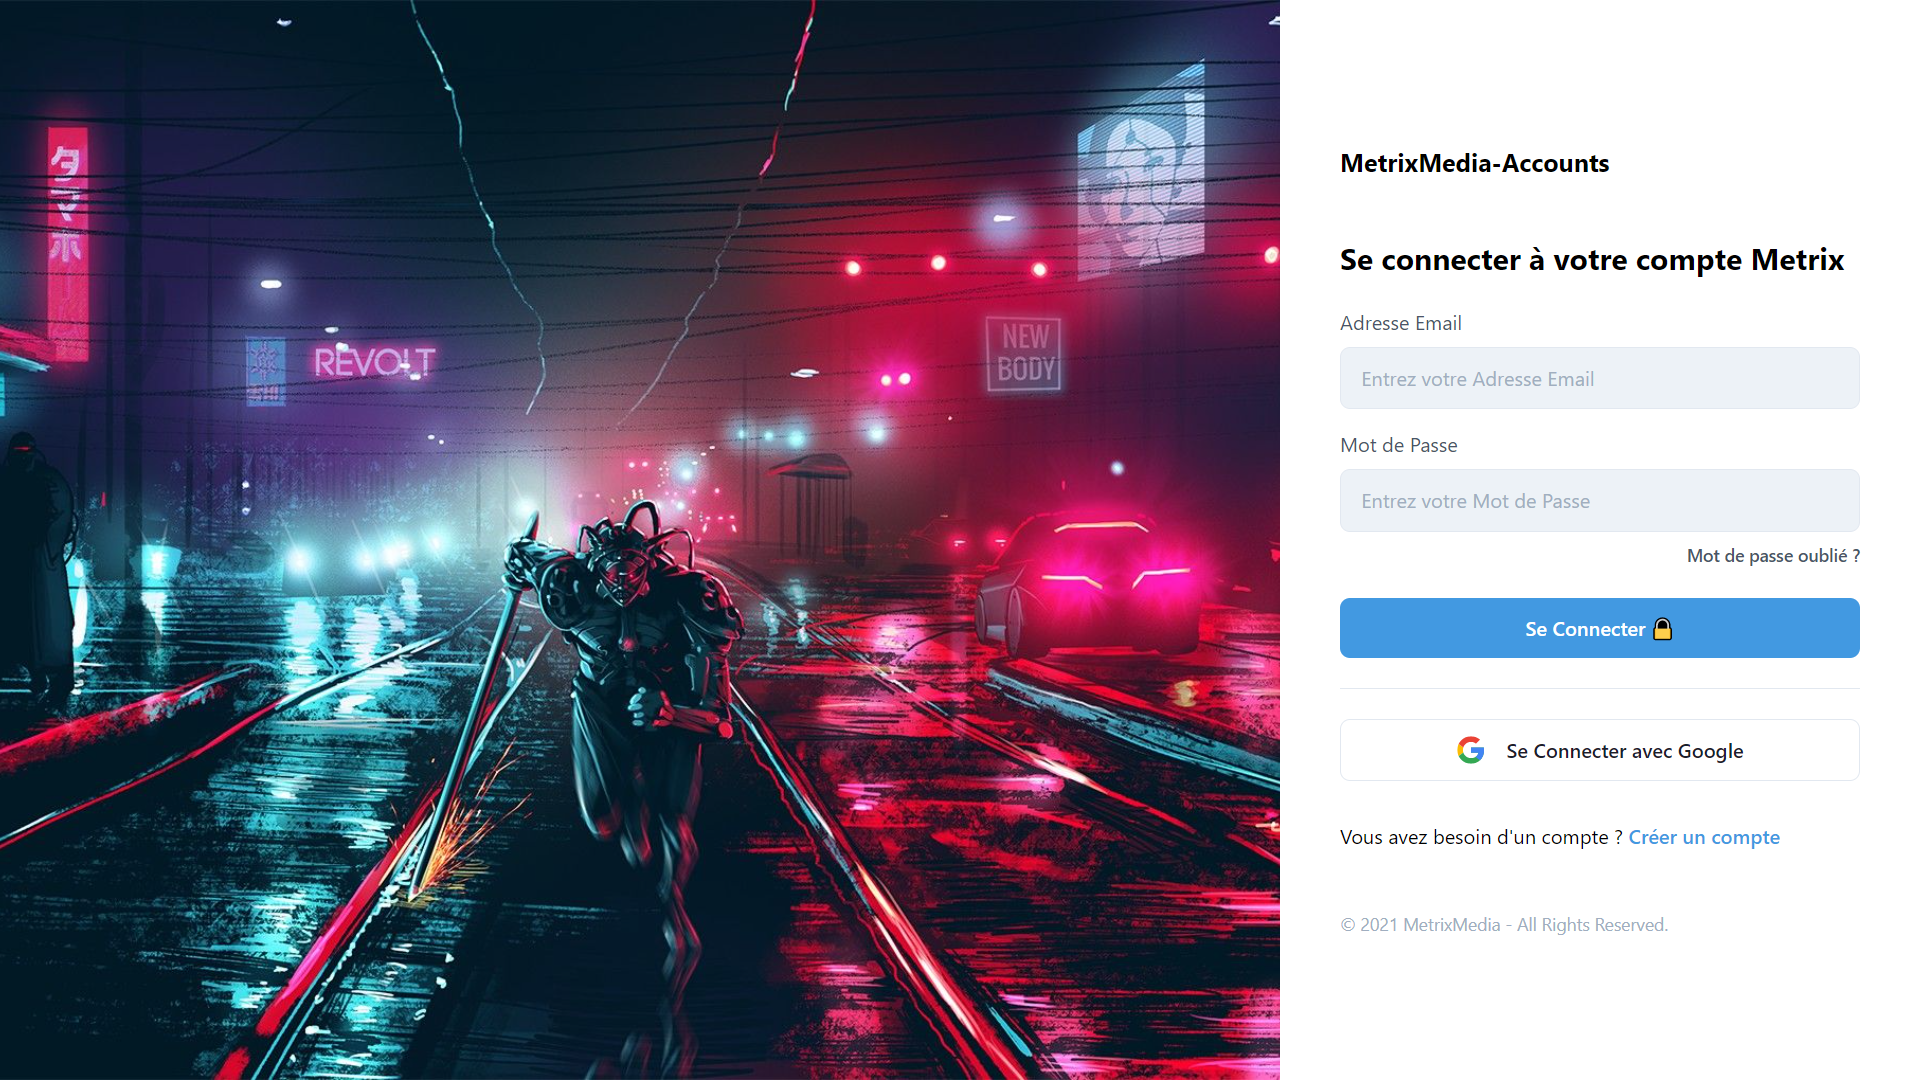 タマホ
REVOLT
NEW
BODY
MetrixMedia-Accounts
Se connecter à votre compte Metrix
Adresse Email
Entrez votre Adresse Email
Mot de Passe
Entrez votre Mot de Passe
Mot de passe oublié ?
Se Connecter 🔒
Se Connecter avec Google
Vous avez besoin d'un compte ? Créer un compte
© 2021 MetrixMedia - All Rights Reserved.